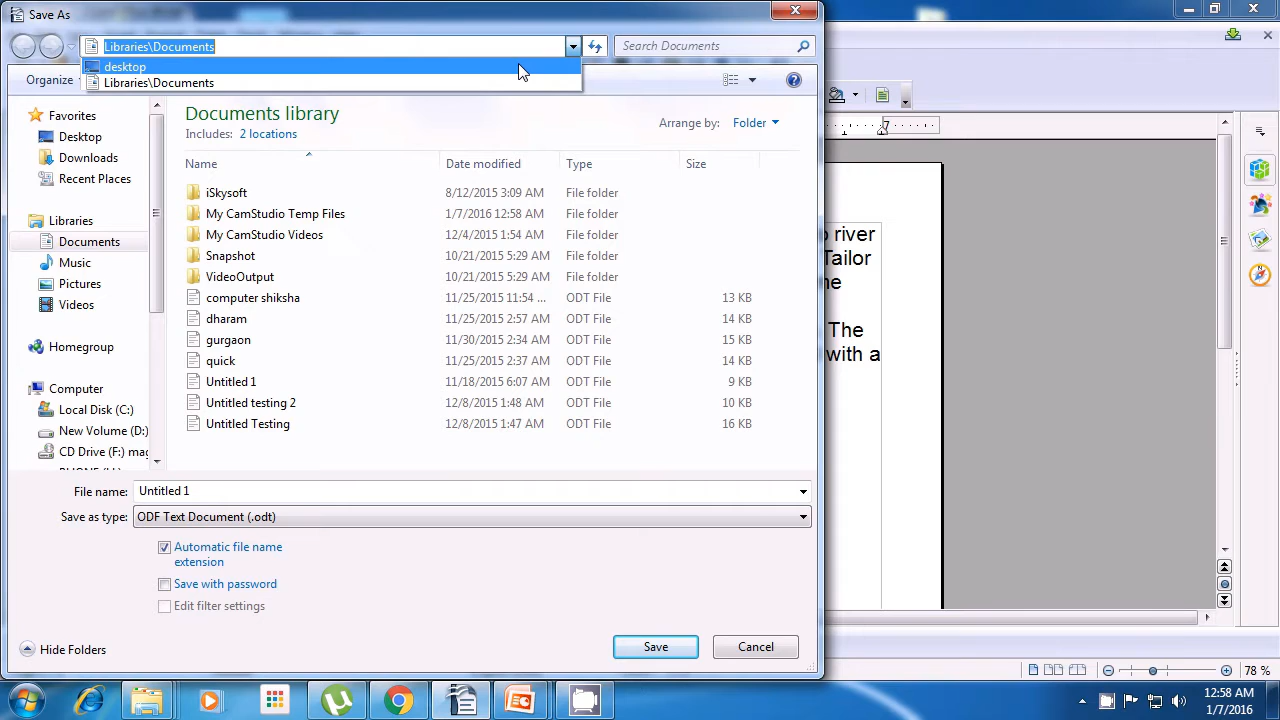 Save As
Libraries\Documents
Search Documents
desktop
Libraries\Documents
Organize
Documents library
Includes: 2 locations
Arrange by: Folder
Name Date modified Type Size
Favorites
Desktop
Downloads
Recent Places
Libraries
Documents
Music
Pictures
Videos
Homegroup
Computer
Local Disk (C:)
New Volume (D:)
CD Drive (F:) mag
iSkysoft 8/12/2015 3:09 AM File folder
My CamStudio Temp Files 1/7/2016 12:58 AM File folder
My CamStudio Videos 12/4/2015 1:54 AM File folder
Snapshot 10/21/2015 5:29 AM File folder
VideoOutput 10/21/2015 5:29 AM File folder
computer shiksha 11/25/2015 11:54 ... ODT File 13 KB
dharam 11/25/2015 2:57 AM ODT File 14 KB
gurgaon 11/30/2015 2:34 AM ODT File 15 KB
quick 11/25/2015 2:37 AM ODT File 14 KB
Untitled 1 11/18/2015 6:07 AM ODT File 9 KB
Untitled testing 2 12/8/2015 1:48 AM ODT File 10 KB
Untitled Testing 12/8/2015 1:47 AM ODT File 16 KB
river
Tailor
The
with a
File name: Untitled 1
Save as type: ODF Text Document (.odt)
Automatic file name
extension
Save with password
Edit filter settings
Hide Folders
Save
Cancel
78 %
12:58 AM
1/7/2016